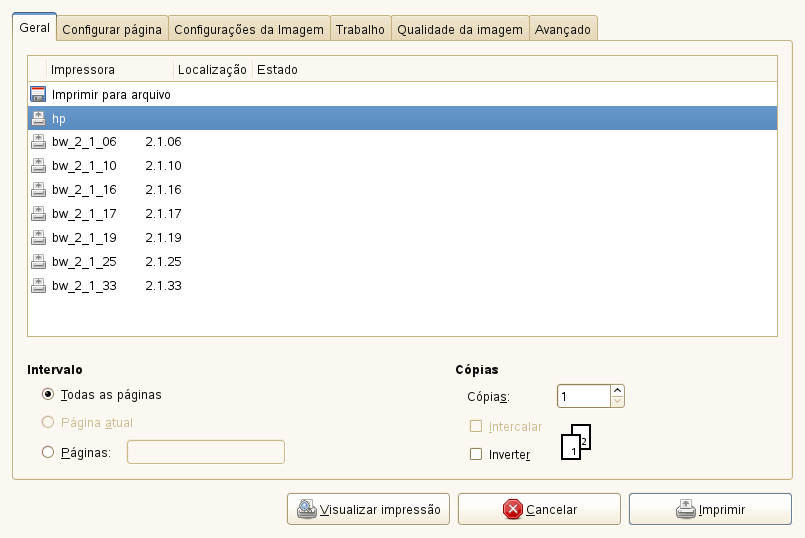 Geral Configurar página Configurações da Imagem Trabalho Qualidade da imagem Avançado
Impressora Localização Estado
Imprimir para arquivo
hp
bw_2_1_06 2.1.06
bw_2_1_10 2.1.10
bw_2_1_16 2.1.16
bw_2_1_17 2.1.17
bw_2_1_19 2.1.19
bw_2_1_25 2.1.25
bw_2_1_33 2.1.33
Intervalo Cópias
Todas as páginas Cópias: 1
Página atual Intercalar
Páginas: Inverter 1 2
Visualizar impressão Cancelar Imprimir